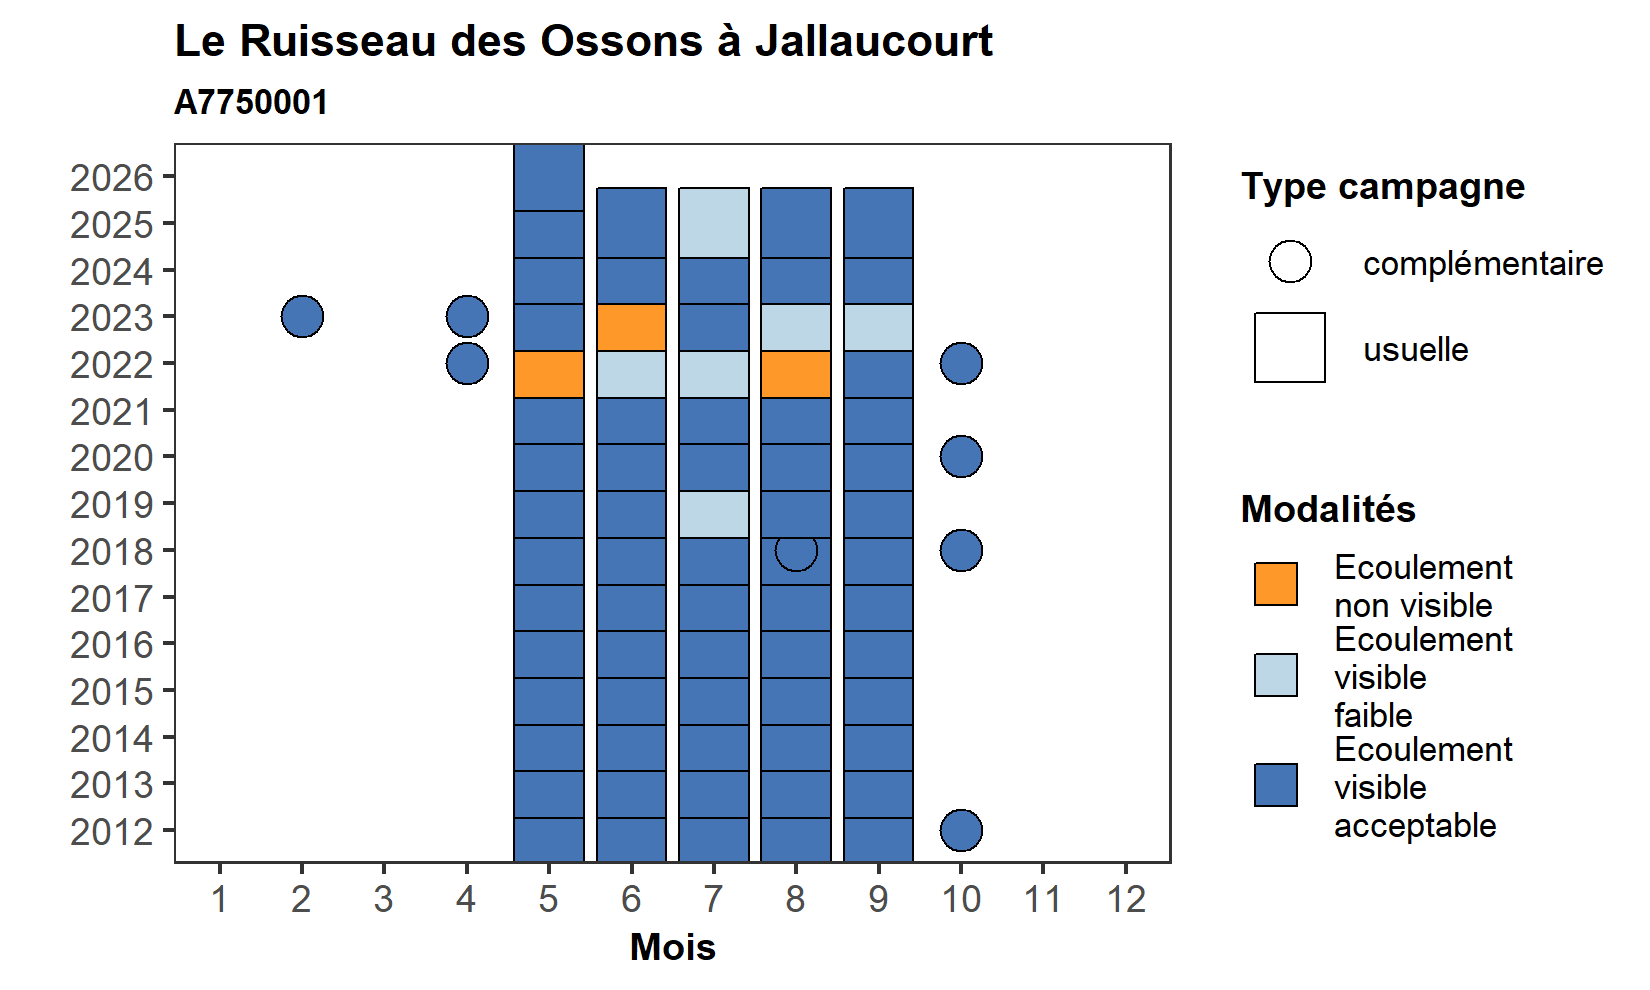 Le Ruisseau des Ossons à Jallaucourt
A7750001
2026
2025
2024
2023
2022
2021
2020
2019
2018
2017
2016
2015
2014
2013
2012
1 2 3 4 5 6 7 8 9 10 11 12
Mois
Type campagne
complémentaire
usuelle
Modalités
Ecoulement
non visible
Ecoulement
visible
faible
Ecoulement
visible
acceptable